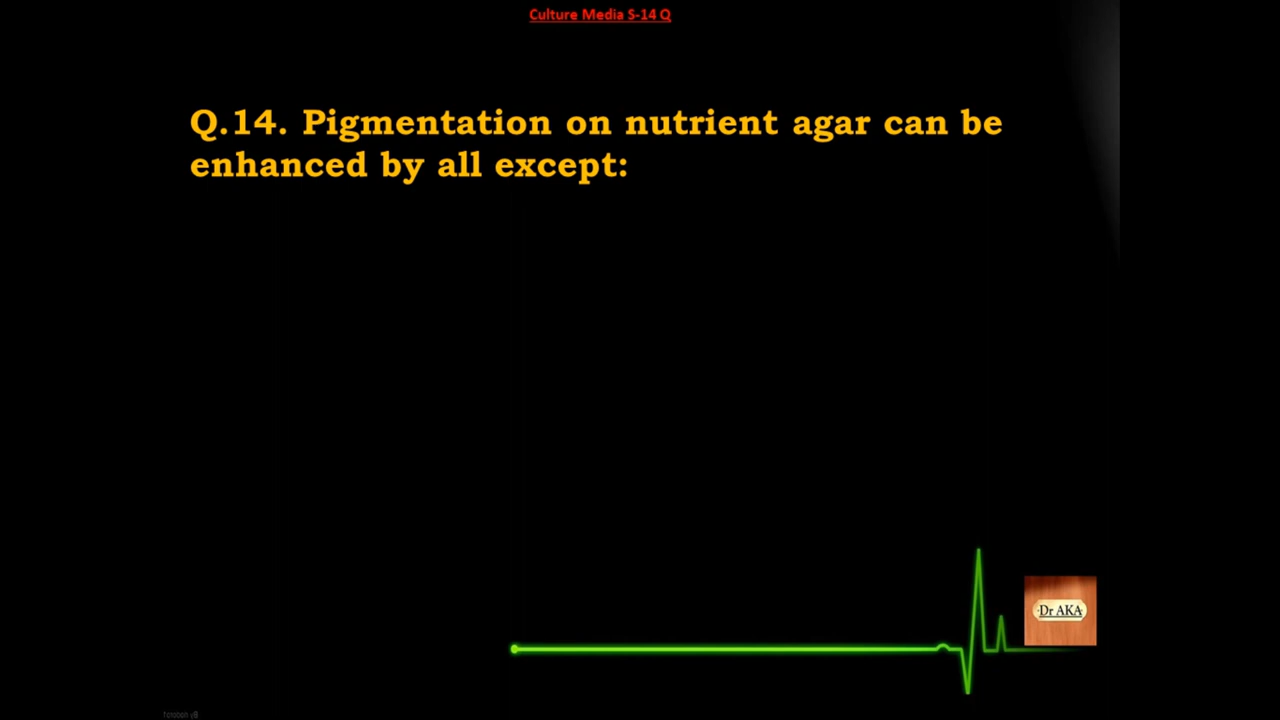 Culture Media S-14 Q
Q.14. Pigmentation on nutrient agar can be
enhanced by all except:
Dr AKA